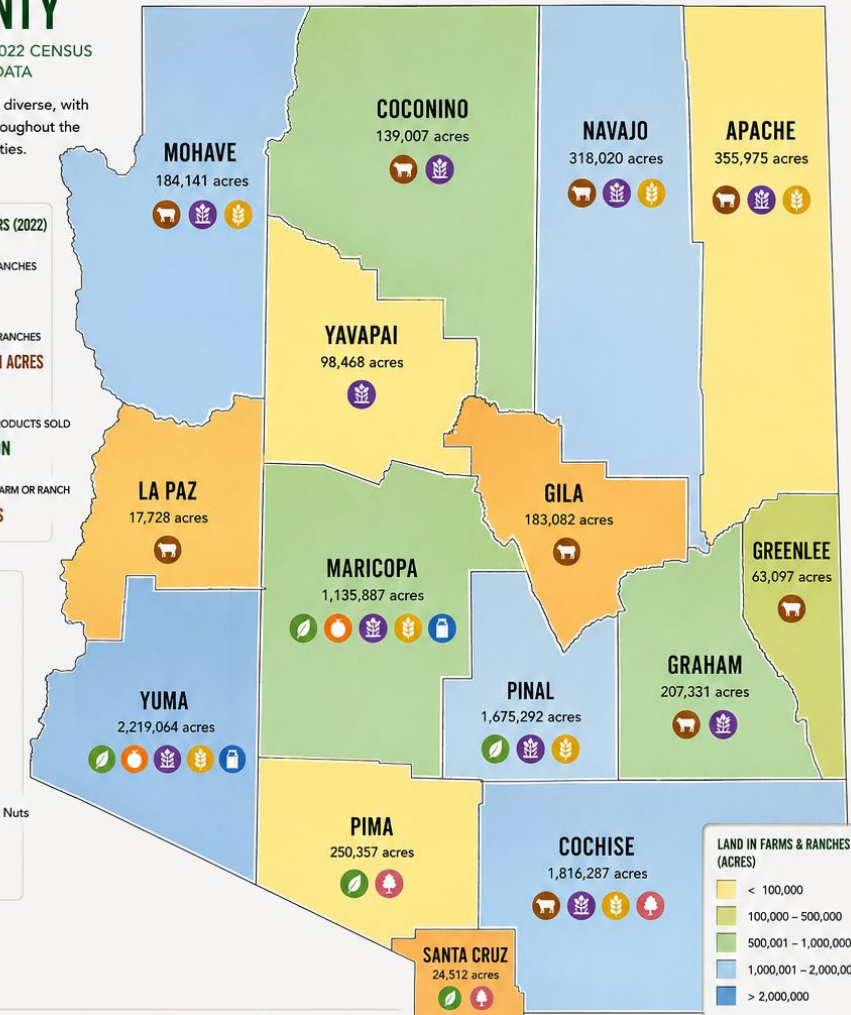 NTY
022 CENSUS
DATA
diverse, with
oughout the
ties.
RS (2022)
ANCHES
RANCHES
ACRES
ODUCTS SOLD
ON
ARM OR RANCH
S
Nuts
MOHAVE
184,141 acres
COCONINO
139,007 acres
NAVAJO
318,020 acres
APACHE
355,975 acres
YAVAPAI
98,468 acres
LA PAZ
17,728 acres
GILA
183,082 acres
GREENLEE
63,097 acres
MARICOPA
1,135,887 acres
GRAHAM
207,331 acres
YUMA
2,219,064 acres
PINAL
1,675,292 acres
PIMA
250,357 acres
COCHISE
1,816,287 acres
SANTA CRUZ
24,512 acres
LAND IN FARMS & RANCHES
(ACRES)
< 100,000
100,000 – 500,000
500,001 – 1,000,000
1,000,001 – 2,000,00
> 2,000,000